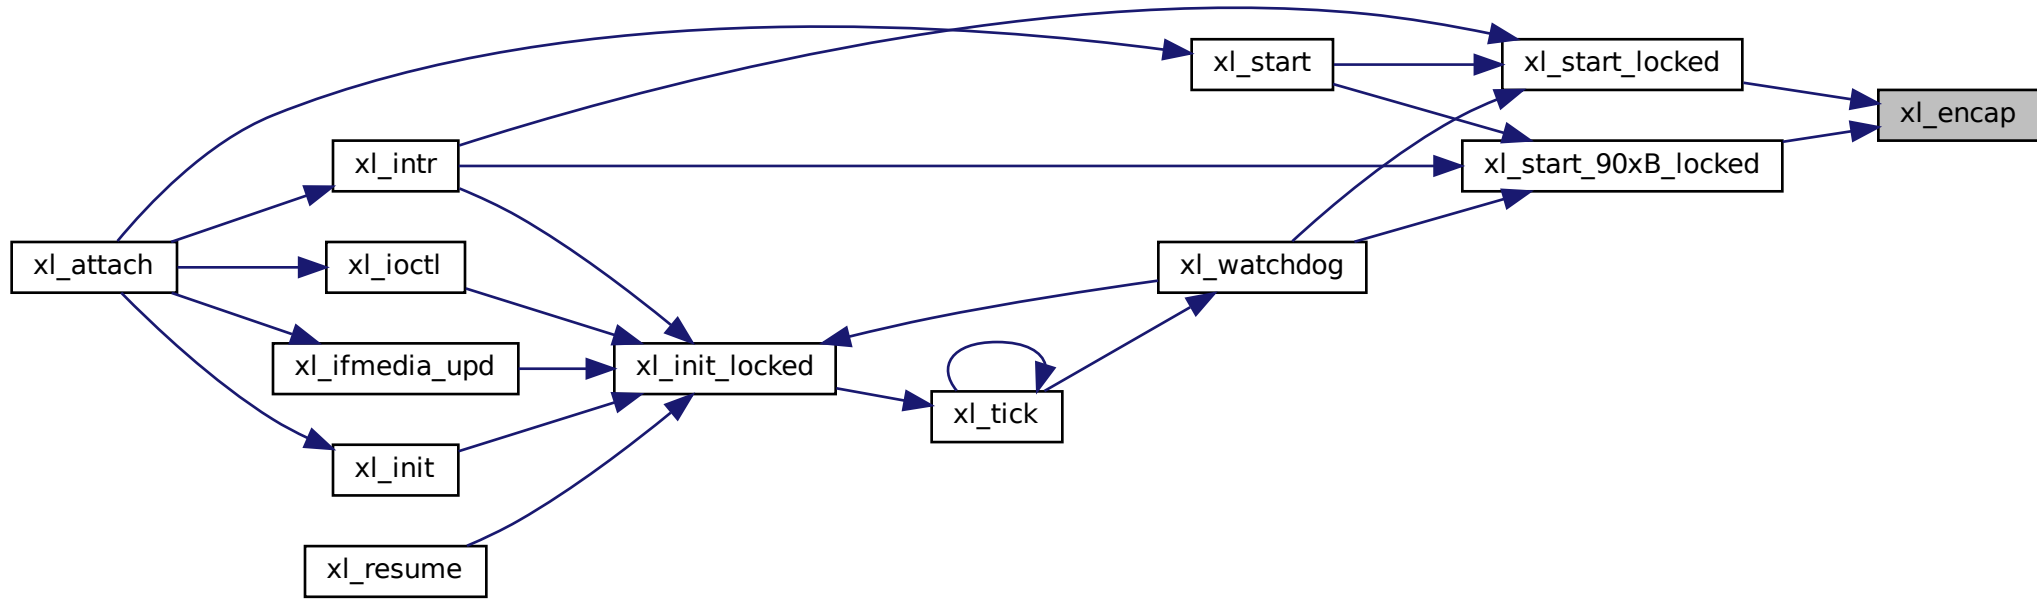 xl_start
xl_start_locked
xl_encap
xl_intr
xl_start_90xB_locked
xl_attach
xl_ioctl
xl_watchdog
xl_ifmedia_upd
xl_init_locked
xl_tick
xl_init
xl_resume